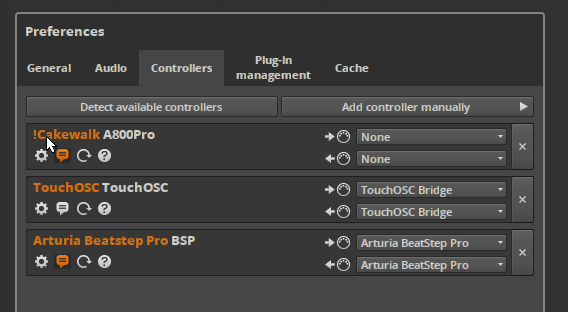 Preferences
General Audio Controllers Plug-in management Cache
Detect available controllers Add controller manually
!Cakewalk A800Pro None
None
TouchOSC TouchOSC TouchOSC Bridge
TouchOSC Bridge
Arturia Beatstep Pro BSP Arturia BeatStep Pro
Arturia BeatStep Pro